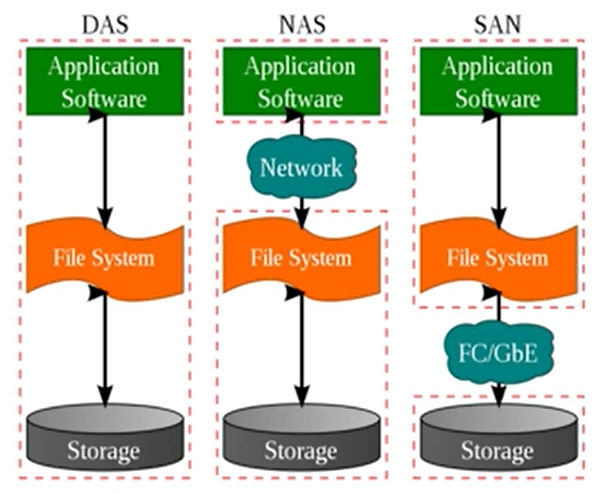 DAS
NAS
SAN
Application
Software
Application
Software
Application
Software
Network
File System
File System
File System
FC/GbE
Storage
Storage
Storage